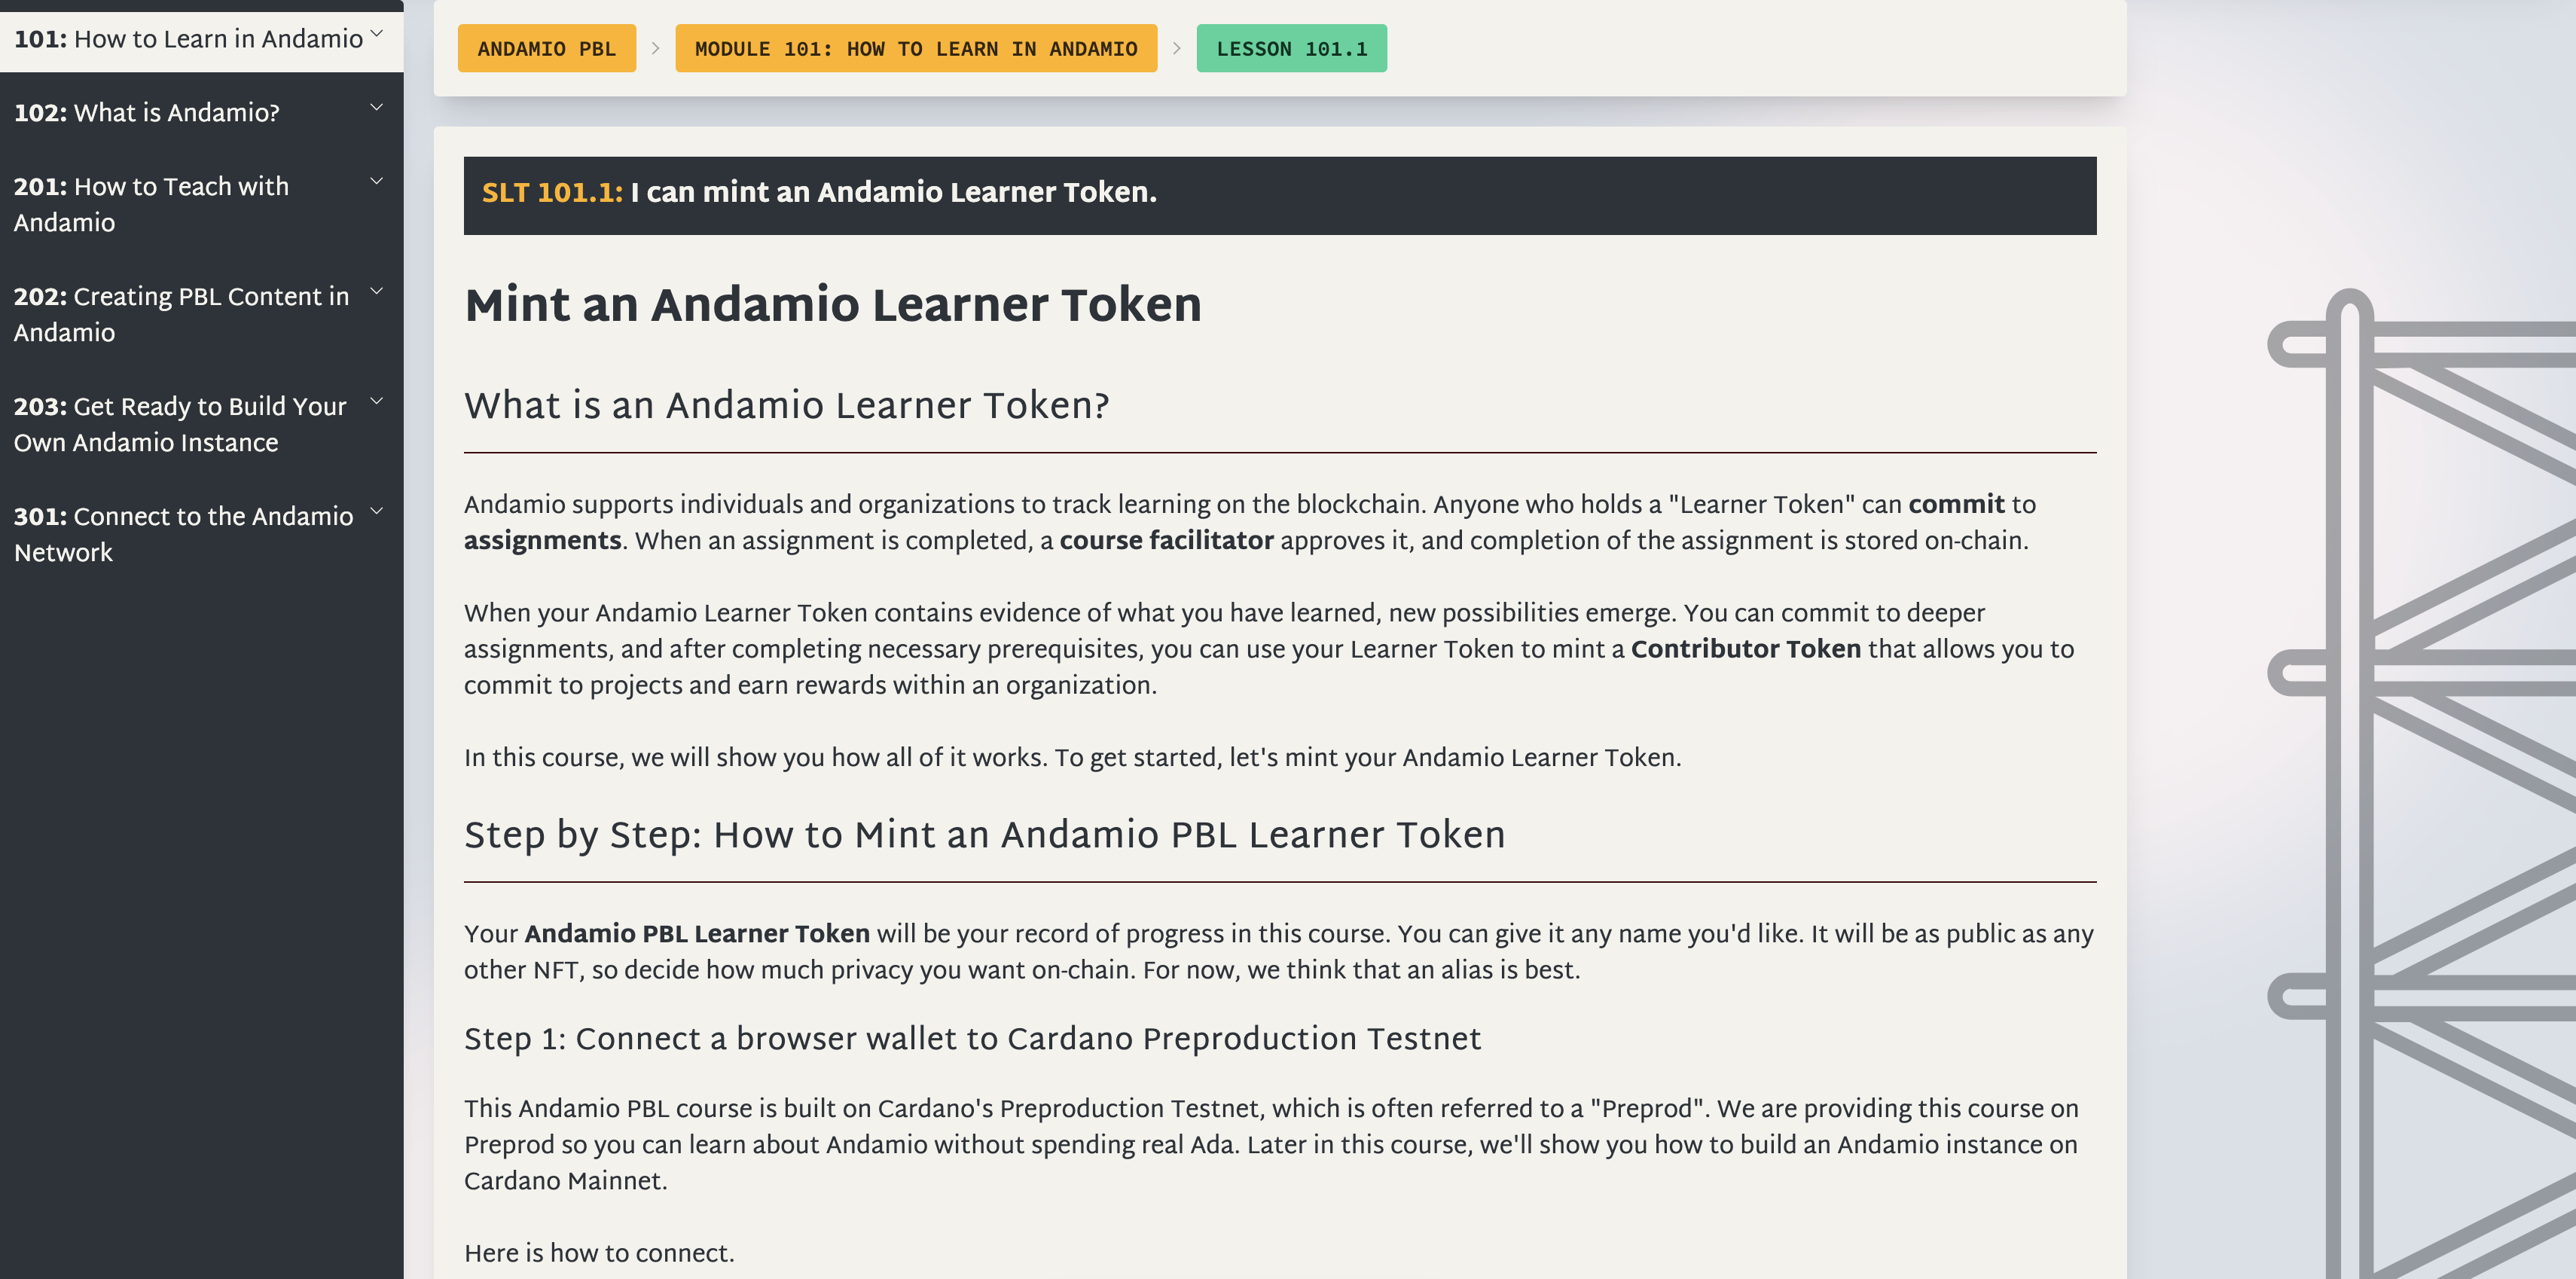 101: How to Learn in Andamio
102: What is Andamio?
201: How to Teach with
Andamio
202: Creating PBL Content in
Andamio
203: Get Ready to Build Your
Own Andamio Instance
301: Connect to the Andamio
Network
ANDAMIO PBL > MODULE 101: HOW TO LEARN IN ANDAMIO > LESSON 101.1
SLT 101.1: I can mint an Andamio Learner Token.
Mint an Andamio Learner Token
What is an Andamio Learner Token?
Andamio supports individuals and organizations to track learning on the blockchain. Anyone who holds a "Learner Token" can commit to
assignments. When an assignment is completed, a course facilitator approves it, and completion of the assignment is stored on-chain.
When your Andamio Learner Token contains evidence of what you have learned, new possibilities emerge. You can commit to deeper
assignments, and after completing necessary prerequisites, you can use your Learner Token to mint a Contributor Token that allows you to
commit to projects and earn rewards within an organization.
In this course, we will show you how all of it works. To get started, let's mint your Andamio Learner Token.
Step by Step: How to Mint an Andamio PBL Learner Token
Your Andamio PBL Learner Token will be your record of progress in this course. You can give it any name you'd like. It will be as public as any
other NFT, so decide how much privacy you want on-chain. For now, we think that an alias is best.
Step 1: Connect a browser wallet to Cardano Preproduction Testnet
This Andamio PBL course is built on Cardano's Preproduction Testnet, which is often referred to a "Preprod". We are providing this course on
Preprod so you can learn about Andamio without spending real Ada. Later in this course, we'll show you how to build an Andamio instance on
Cardano Mainnet.
Here is how to connect.